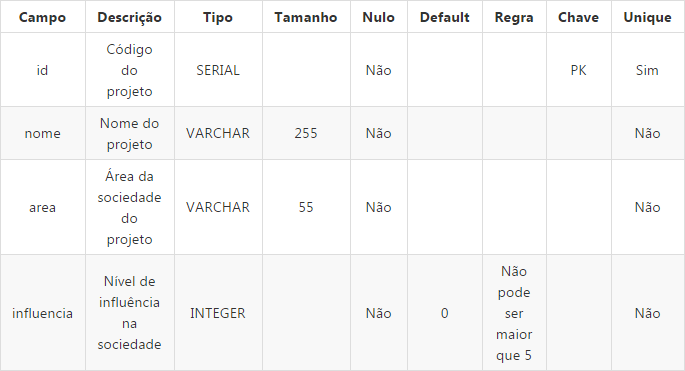 Campo Descrição Tipo Tamanho Nulo Default Regra Chave Unique
id Código do projeto SERIAL Não PK Sim
nome Nome do projeto VARCHAR 255 Não Não
area Área da sociedade do projeto VARCHAR 55 Não Não
influencia Nível de influência na sociedade INTEGER Não 0 Não pode ser maior que 5 Não